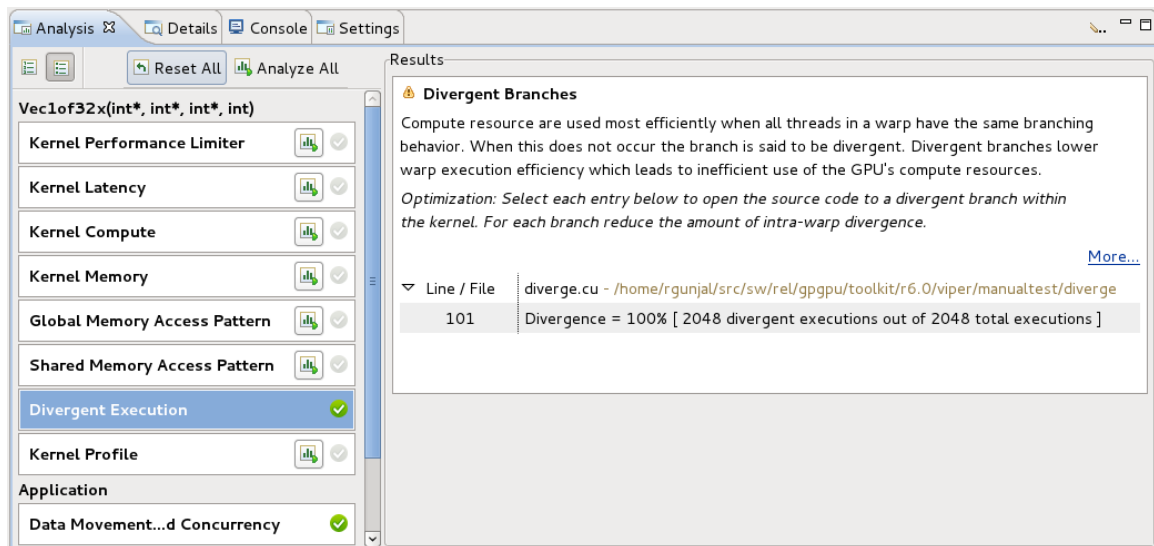 Analysis
Details
Console
Settings
Reset All
Analyze All
Vec1of32x(int*, int*, int*, int)
Kernel Performance Limiter
Kernel Latency
Kernel Compute
Kernel Memory
Global Memory Access Pattern
Shared Memory Access Pattern
Divergent Execution
Kernel Profile
Application
Data Movement...d Concurrency
Results
Divergent Branches
Compute resource are used most efficiently when all threads in a warp have the same branching
behavior. When this does not occur the branch is said to be divergent. Divergent branches lower
warp execution efficiency which leads to inefficient use of the GPU's compute resources.
Optimization: Select each entry below to open the source code to a divergent branch within
the kernel. For each branch reduce the amount of intra-warp divergence.
More...
Line / File diverge.cu - /home/rgunjal/src/sw/rel/gpgpu/toolkit/r6.0/viper/manualtest/diverge
101 Divergence = 100% [ 2048 divergent executions out of 2048 total executions ]